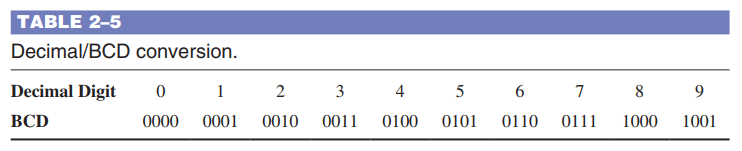 TABLE 2–5
Decimal/BCD conversion.
Decimal Digit 0 1 2 3 4 5 6 7 8 9
BCD 0000 0001 0010 0011 0100 0101 0110 0111 1000 1001